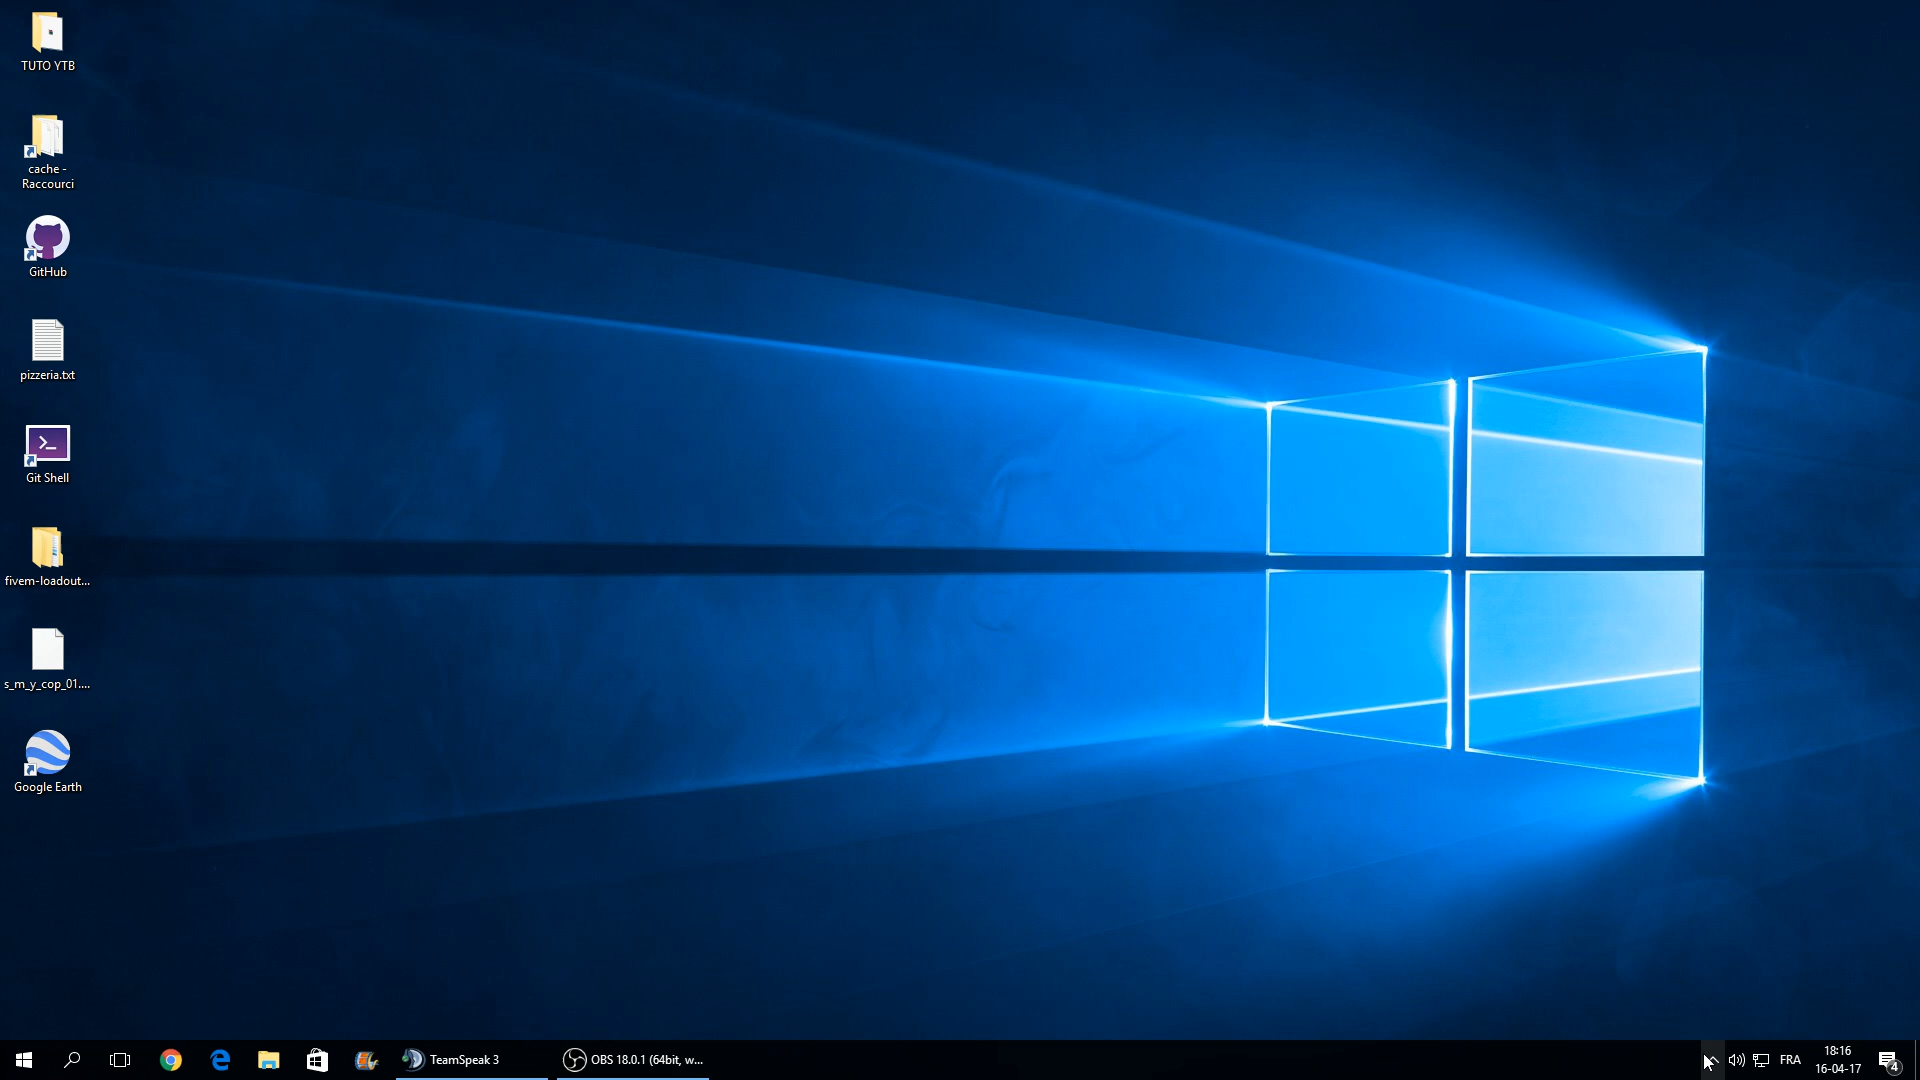 TUTO YTB
cache -
Raccourci
GitHub
pizzeria.txt
Git Shell
fivem-loadout...
s_m_y_cop_01....
Google Earth
TeamSpeak 3
OBS 18.0.1 (64bit, w...
FRA
18:16
16-04-17
4